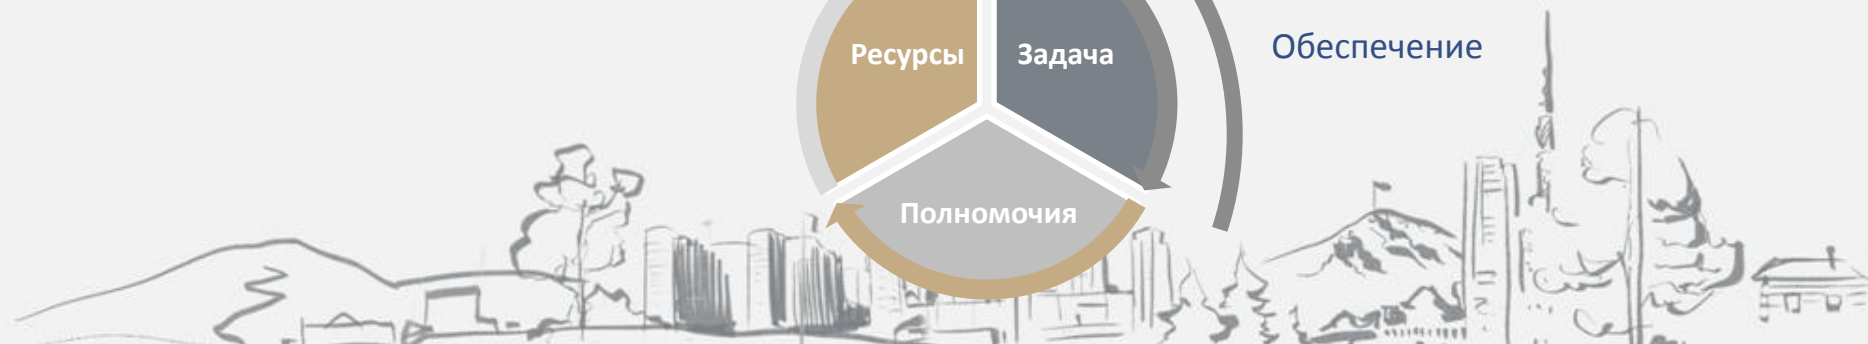 Ресурсы
Задача
Обеспечение
Полномочия